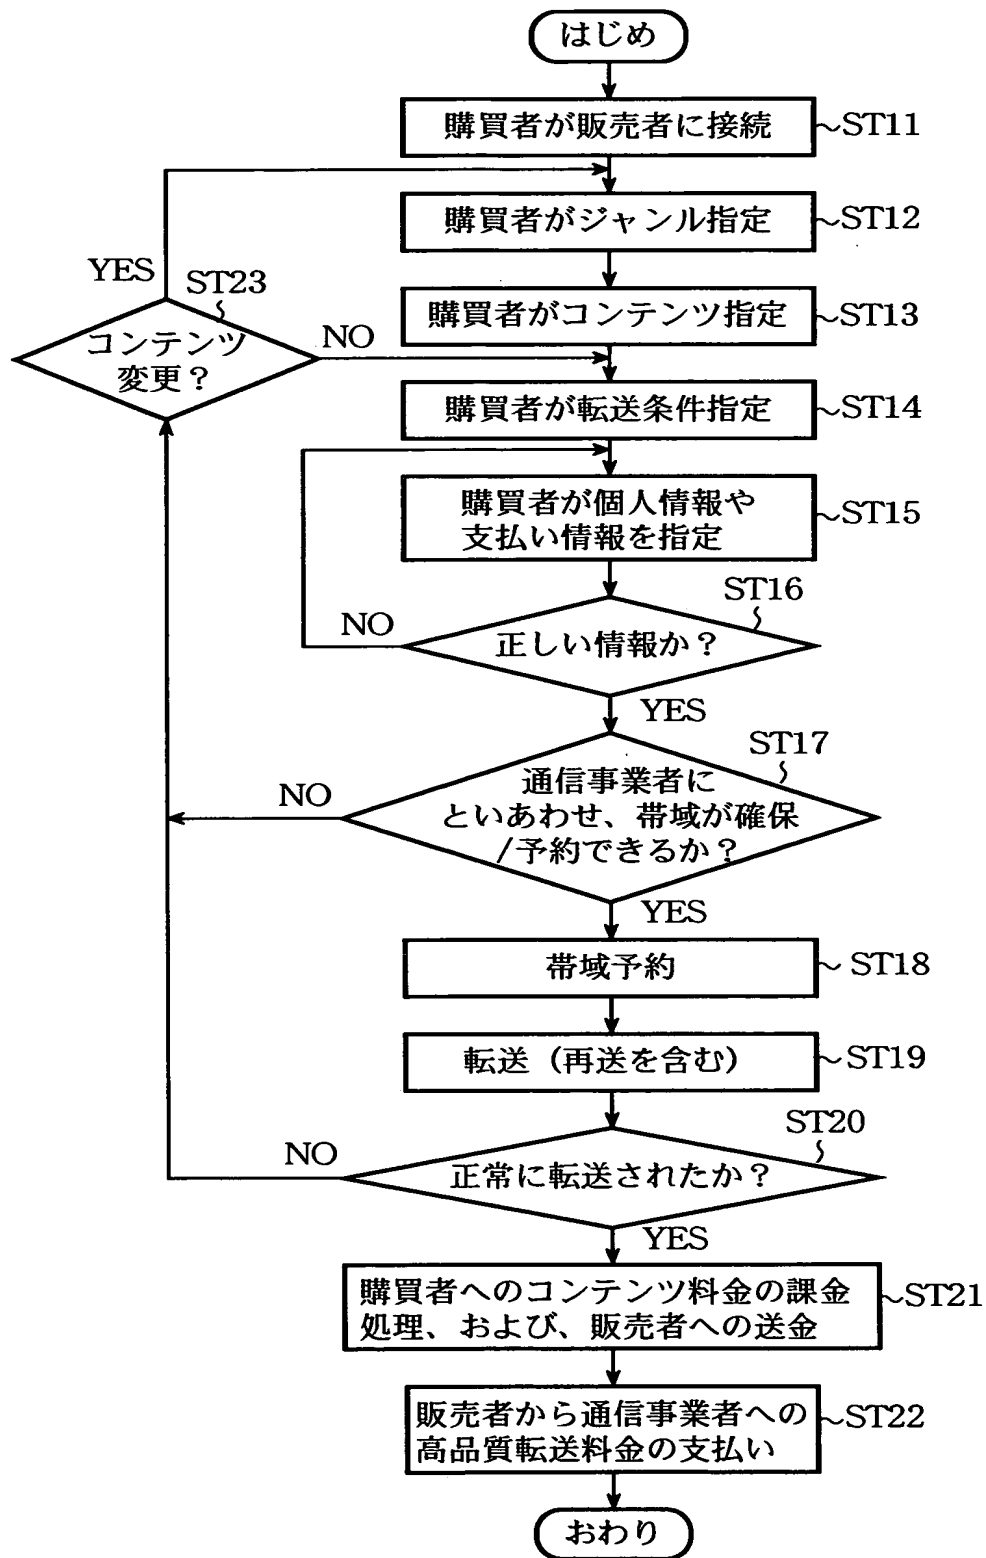 はじめ
購買者が販売者に接続
ST11
購買者がジャンル指定
ST12
YES
ST23
購買者がコンテンツ指定
ST13
コンテンツ
変更？
NO
購買者が転送条件指定
ST14
購買者が個人情報や
支払い情報を指定
ST15
ST16
NO
正しい情報か？
YES
ST17
NO
通信事業者に
といあわせ、帯域が確保
/予約できるか？
YES
帯域予約
ST18
転送（再送を含む）
ST19
ST20
NO
正常に転送されたか？
YES
購買者へのコンテンツ料金の課金
処理、および、販売者への送金
ST21
販売者から通信事業者への
高品質転送料金の支払い
ST22
おわり